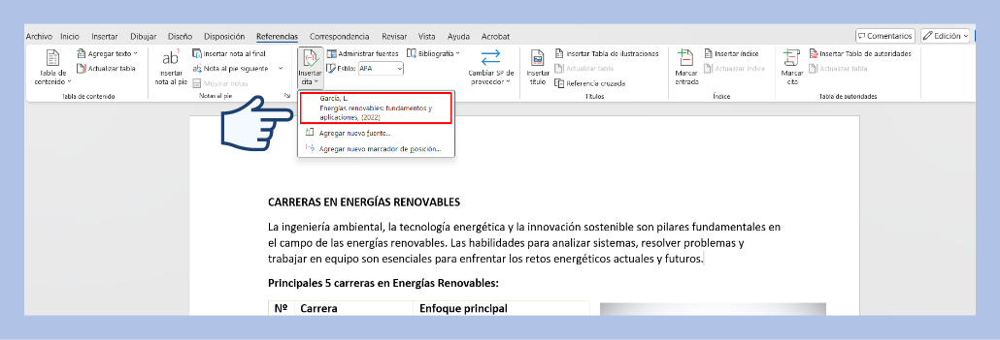 Archivo Inicio Insertar Dibujar Diseño Disposición Referencias Correspondencia Revisar Vista Ayuda Acrobat
Comentarios Edición
Tabla de contenido
Agregar texto
Actualizar tabla
Tabla de contenido
ab¹
Insertar nota al pie
Insertar nota al final
Nota al pie siguiente
Mostrar notas
Notas al pie
Insertar cita
Administrar fuentes
Estilo: APA
Bibliografía
Cambiar SP de proveedor
Insertar título
Insertar Tabla de ilustraciones
Actualizar tabla
Referencia cruzada
Títulos
Marcar entrada
Insertar índice
Actualizar índice
Índice
Marcar cita
Insertar Tabla de autoridades
Actualizar tabla
Tabla de autoridades
García, L.
Energías renovables: fundamentos y
aplicaciones, (2022)
Agregar nueva fuente...
Agregar nuevo marcador de posición...
CARRERAS EN ENERGÍAS RENOVABLES
La ingeniería ambiental, la tecnología energética y la innovación sostenible son pilares fundamentales en
el campo de las energías renovables. Las habilidades para analizar sistemas, resolver problemas y
trabajar en equipo son esenciales para enfrentar los retos energéticos actuales y futuros.
Principales 5 carreras en Energías Renovables:
Nº Carrera Enfoque principal